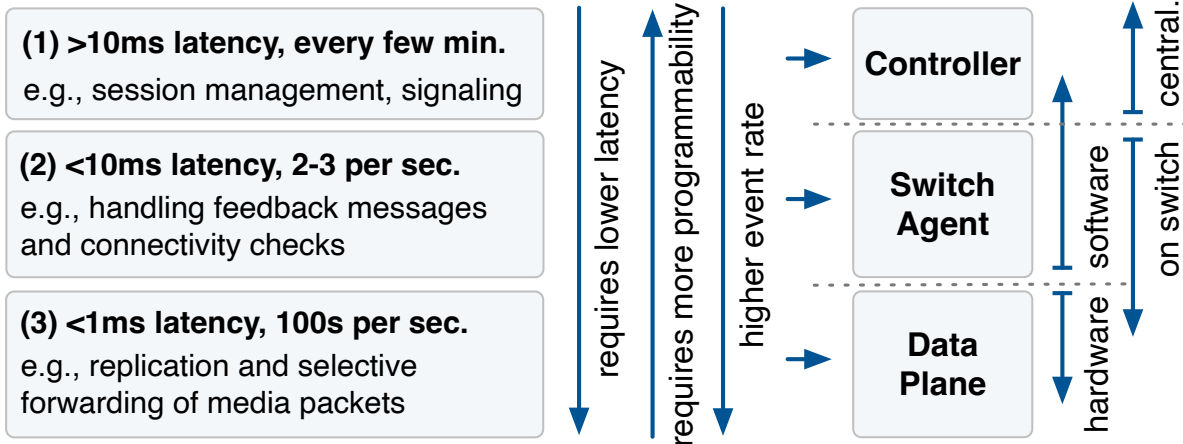 (1) >10ms latency, every few min.
e.g., session management, signaling
(2) <10ms latency, 2-3 per sec.
e.g., handling feedback messages
and connectivity checks
(3) <1ms latency, 100s per sec.
e.g., replication and selective
forwarding of media packets
requires lower latency
requires more programmability
higher event rate
Controller
Switch
Agent
Data
Plane
software
hardware
central.
on switch